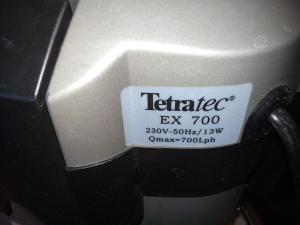 Tetratec®
EX 700
230V-50Hz/13W
Qmax=700Lph